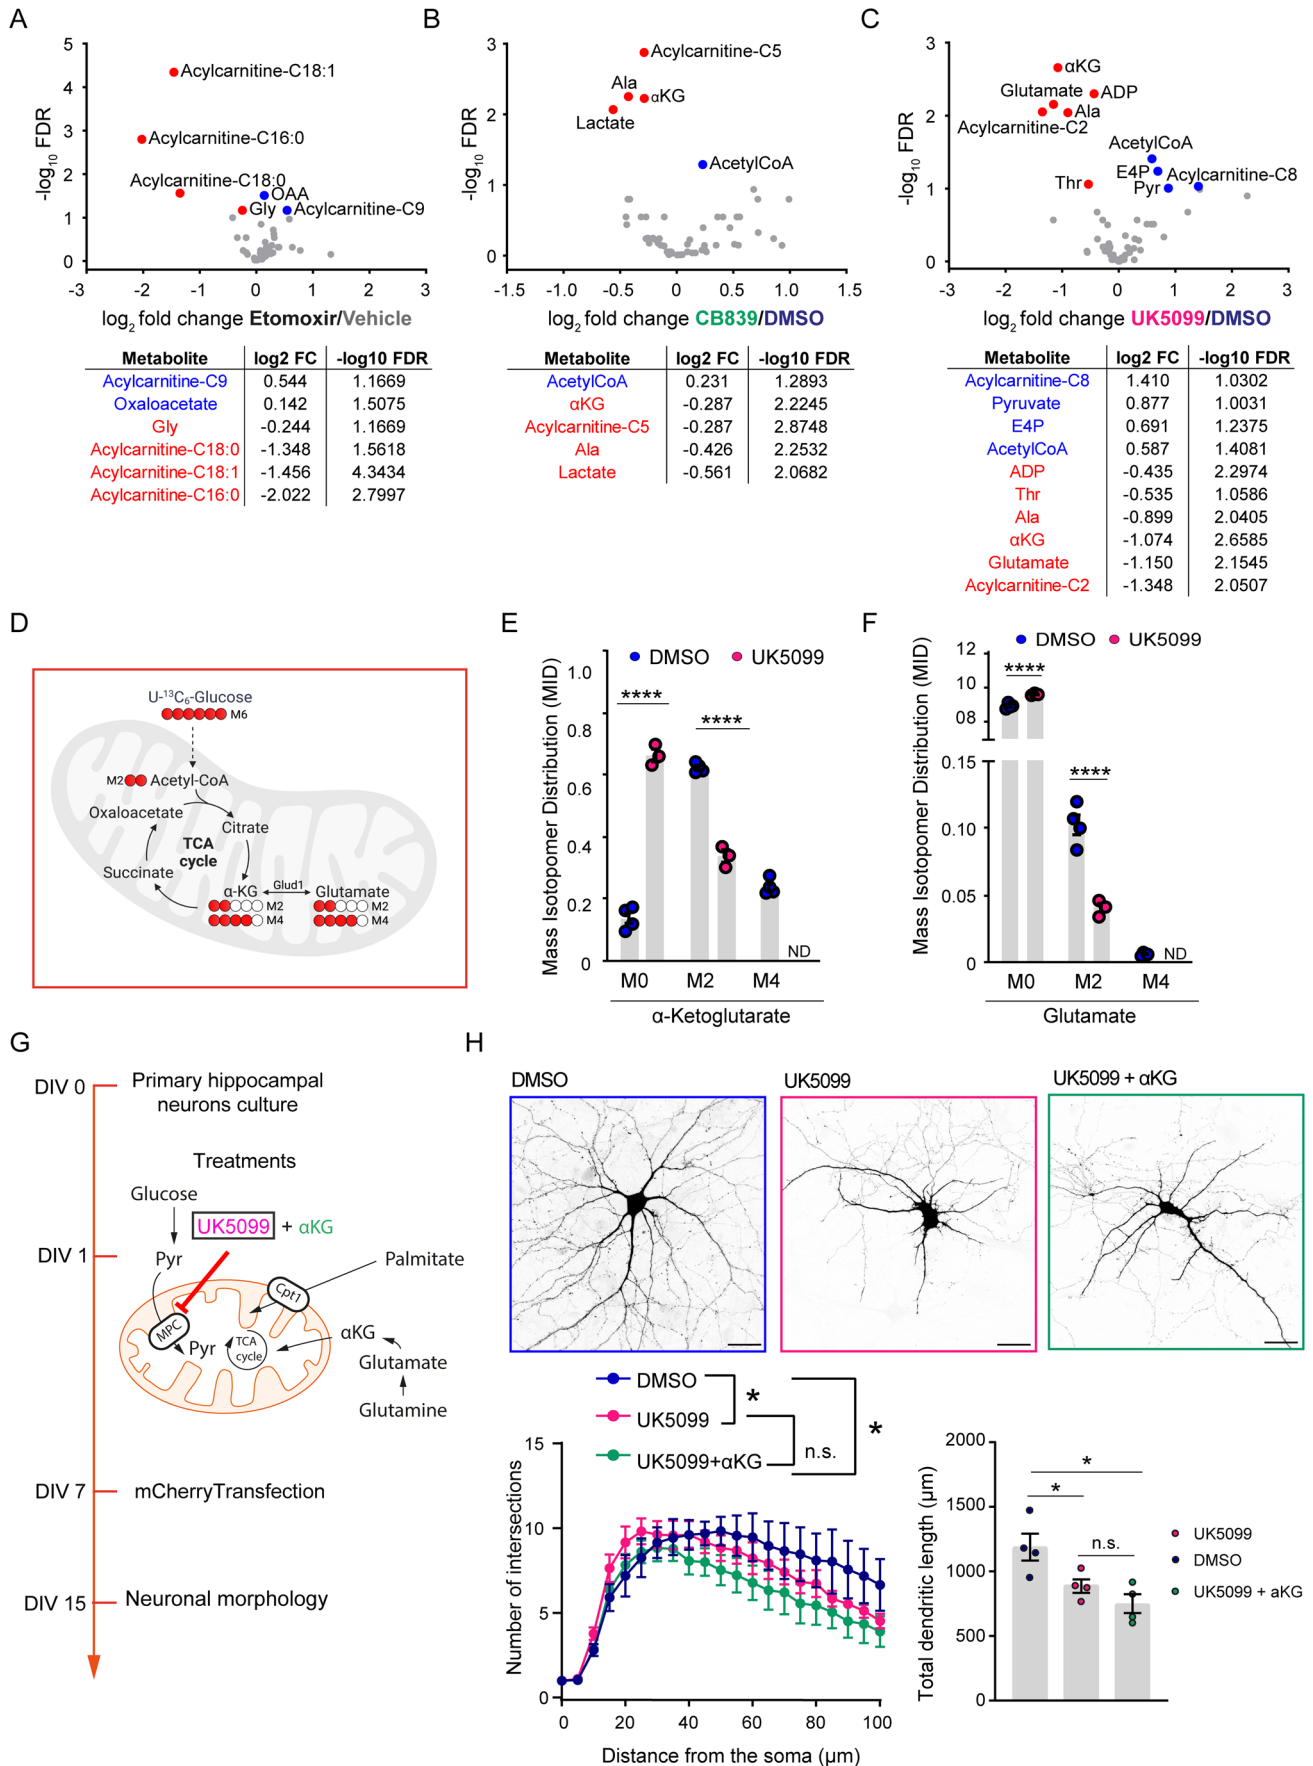 A
5
4
3
2
1
0
-log10 FDR
Acylcarnitine-C18:1
Acylcarnitine-C16:0
Acylcarnitine-C18:0
OAA
Gly
Acylcarnitine-C9
-3 -2 -1 0 1 2 3
log2 fold change Etomoxir/Vehicle
Metabolite log2 FC -log10 FDR
Acylcarnitine-C9 0.544 1.1669
Oxaloacetate 0.142 1.5075
Gly -0.244 1.1669
Acylcarnitine-C18:0 -1.348 1.5618
Acylcarnitine-C18:1 -1.456 4.3434
Acylcarnitine-C16:0 -2.022 2.7997
B
3
2
1
0
-log10 FDR
Acylcarnitine-C5
Ala
αKG
Lactate
AcetylCoA
-1.5 -1.0 -0.5 0 0.5 1.0 1.5
log2 fold change CB839/DMSO
Metabolite log2 FC -log10 FDR
AcetylCoA 0.231 1.2893
αKG -0.287 2.2245
Acylcarnitine-C5 -0.287 2.8748
Ala -0.426 2.2532
Lactate -0.561 2.0682
C
3
2
1
0
-log10 FDR
αKG
Glutamate
ADP
Ala
Acylcarnitine-C2
AcetylCoA
E4P
Acylcarnitine-C8
Thr
Pyr
-3 -2 -1 0 1 2 3
log2 fold change UK5099/DMSO
Metabolite log2 FC -log10 FDR
Acylcarnitine-C8 1.410 1.0302
Pyruvate 0.877 1.0031
E4P 0.691 1.2375
AcetylCoA 0.587 1.4081
ADP -0.435 2.2974
Thr -0.535 1.0586
Ala -0.899 2.0405
αKG -1.074 2.6585
Glutamate -1.150 2.1545
Acylcarnitine-C2 -1.348 2.0507
D
U-13C6-Glucose
M6
M2 Acetyl-CoA
Oxaloacetate
Citrate
TCA
cycle
Succinate
α-KG Glud1 Glutamate
M2 M2
M4 M4
E
DMSO UK5099
Mass Isotopomer Distribution (MID)
1.0
0.8
0.6
0.4
0.2
0
****
****
ND
M0 M2 M4
α-Ketoglutarate
F
DMSO UK5099
Mass Isotopomer Distribution (MID)
12
10
08
0.15
0.10
0.05
0
****
****
ND
M0 M2 M4
Glutamate
G
DIV 0
Primary hippocampal
neurons culture
Treatments
Glucose
UK5099 + αKG
DIV 1
Pyr
Palmitate
Cpt1
MPC
Pyr
TCA
cycle
αKG
Glutamate
Glutamine
DIV 7
mCherryTransfection
DIV 15
Neuronal morphology
H
DMSO
UK5099
UK5099 + αKG
DMSO
UK5099
UK5099+αKG
*
n.s.
*
Number of intersections
15
10
5
0
0 20 40 60 80 100
Distance from the soma (μm)
Total dendritic length (μm)
2000
1500
1000
500
0
*
*
n.s.
UK5099
DMSO
UK5099 + aKG